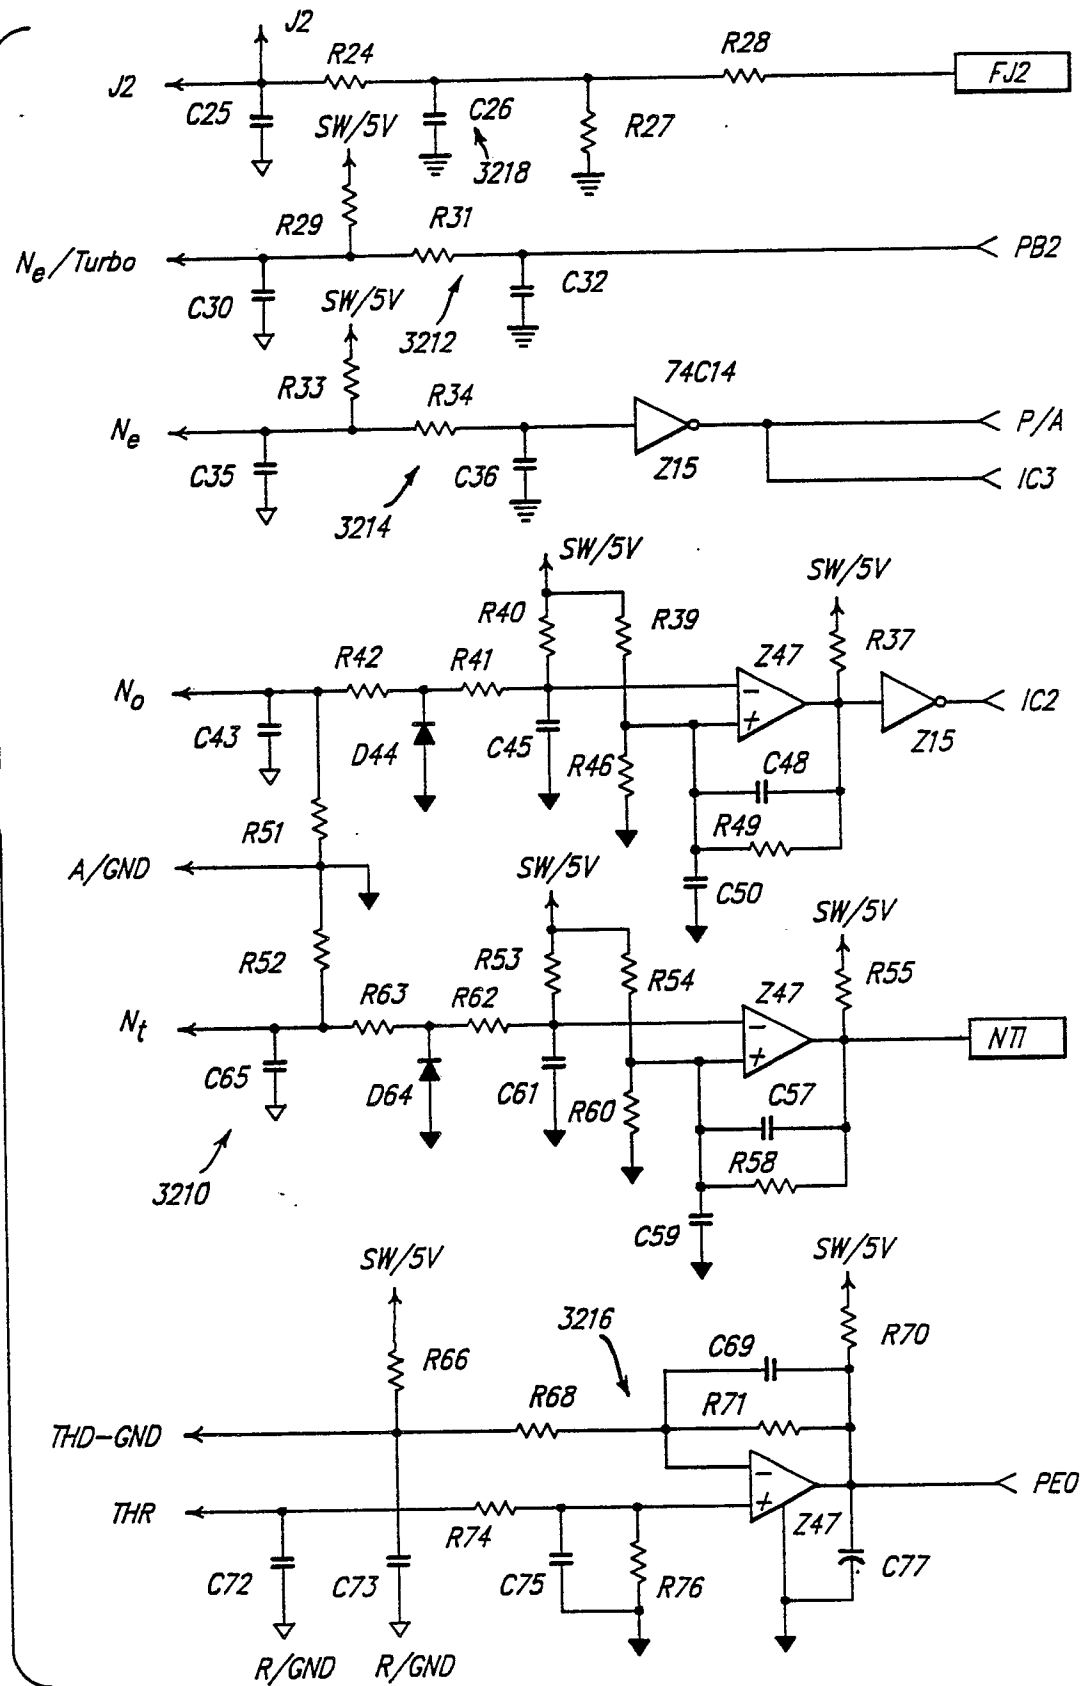 J2
R24
R28
J2
FJ2
C25
C26
R27
SW/5V
3218
R29
R31
Ne/Turbo
PB2
C30
C32
SW/5V
3212
R33
R34
74C14
Ne
P/A
C35
C36
Z15
IC3
3214
SW/5V
SW/5V
R40
R39
R37
R42
R41
Z47
No
-
+
IC2
C43
D44
C45
R46
C48
Z15
R51
R49
A/GND
SW/5V
C50
SW/5V
R52
R53
R54
R55
R63
R62
Z47
Nt
-
+
NTI
C65
D64
C61
R60
C57
R58
3210
C59
SW/5V
SW/5V
3216
R66
C69
R70
R68
R71
THD-GND
-
+
PE0
THR
R74
Z47
C72
C73
C75
R76
C77
R/GND
R/GND